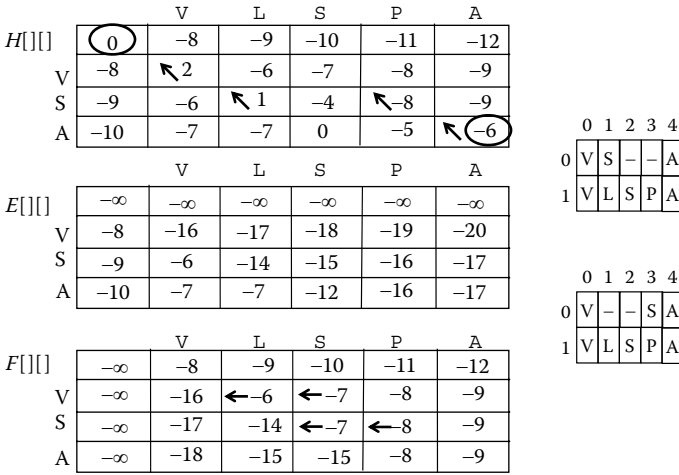 V L S P A
H[][] 0 −8 −9 −10 −11 −12
V −8 2 −6 −7 −8 −9
S −9 −6 1 −4 −8 −9
A −10 −7 −7 0 −5 −6
V L S P A
E[][] −∞ −∞ −∞ −∞ −∞ −∞
V −8 −16 −17 −18 −19 −20
S −9 −6 −14 −15 −16 −17
A −10 −7 −7 −12 −16 −17
V L S P A
F[][] −∞ −8 −9 −10 −11 −12
V −∞ −16 −6 −7 −8 −9
S −∞ −17 −14 −7 −8 −9
A −∞ −18 −15 −15 −8 −9
0 1 2 3 4
0 V S – – A
1 V L S P A
0 1 2 3 4
0 V – – S A
1 V L S P A